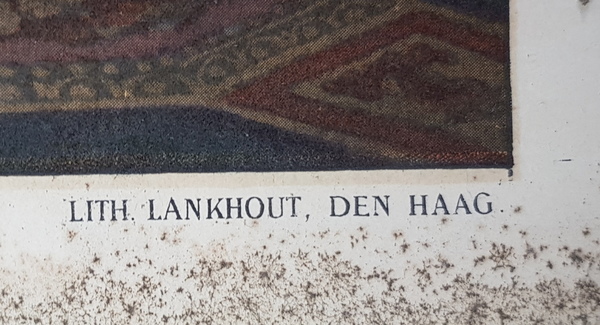 LITH. LANKHOUT, DEN HAAG.